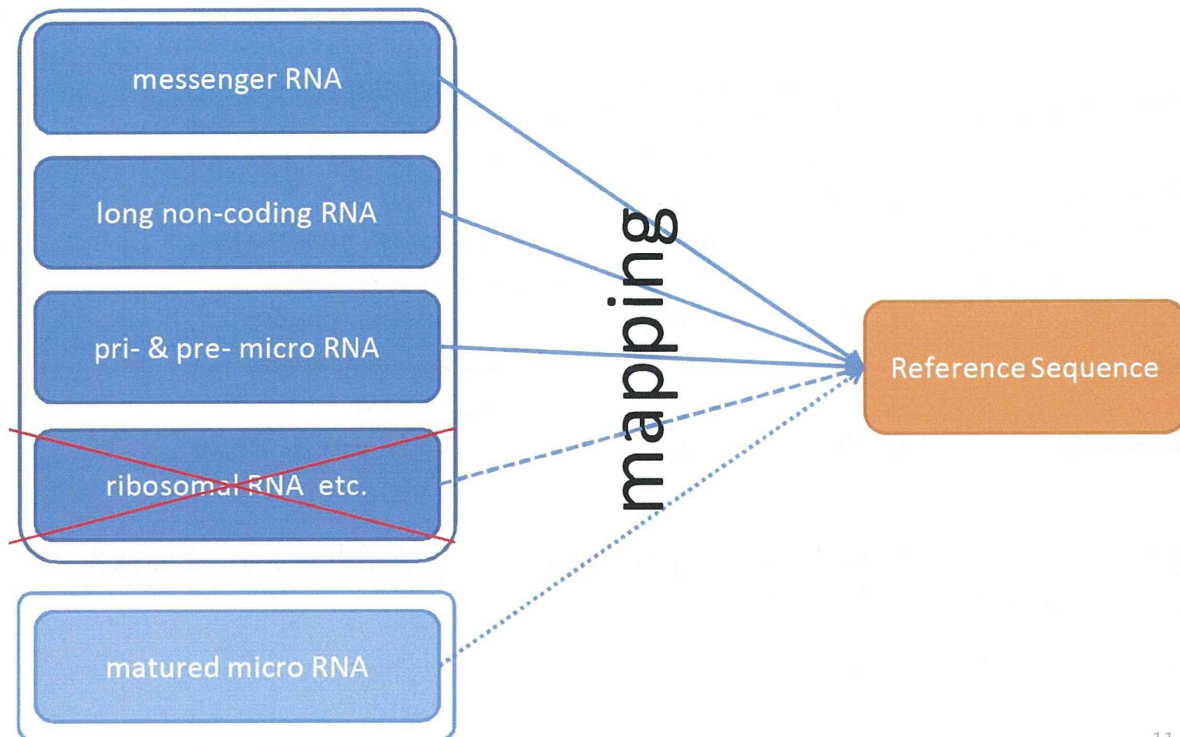 messenger RNA
long non-coding RNA
pri- & pre- micro RNA
ribosomal RNA etc.
matured micro RNA
mapping
Reference Sequence
11